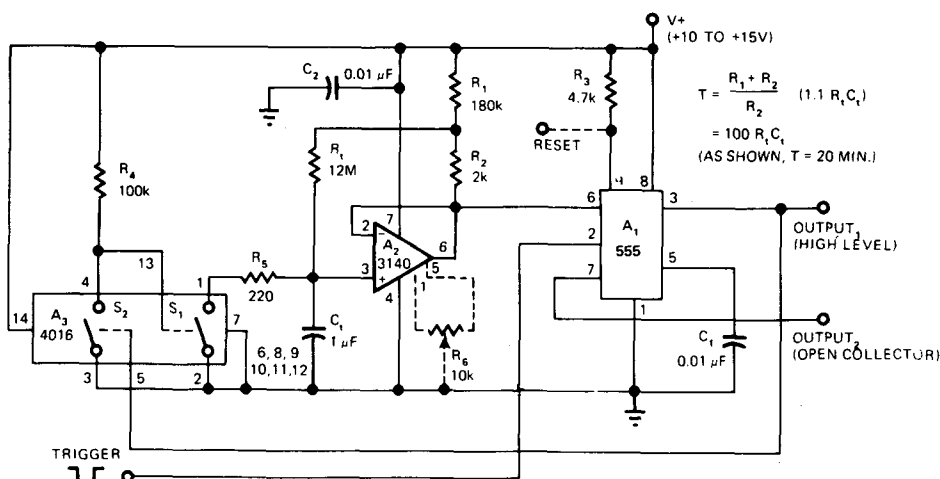 V+
(+10 TO +15V)
C2 0.01 µF
R1
180k
R3
4.7k
T = R1 + R2 / R2 (1.1 RtCt)
= 100 RtCt
(AS SHOWN, T = 20 MIN.)
RESET
Rt
12M
R2
2k
R4
100k
4 8
6 3
2 A1
555
7 5
1
OUTPUT1
(HIGH LEVEL)
OUTPUT2
(OPEN COLLECTOR)
C1
0.01 µF
7
2 −
A2
3140
6
5
3 +
1
4
R5
220
13
4 1
14 A3
4016
S2 S1
7
3 5 2
6, 8, 9
10, 11, 12
Ct
1 µF
R6
10k
TRIGGER